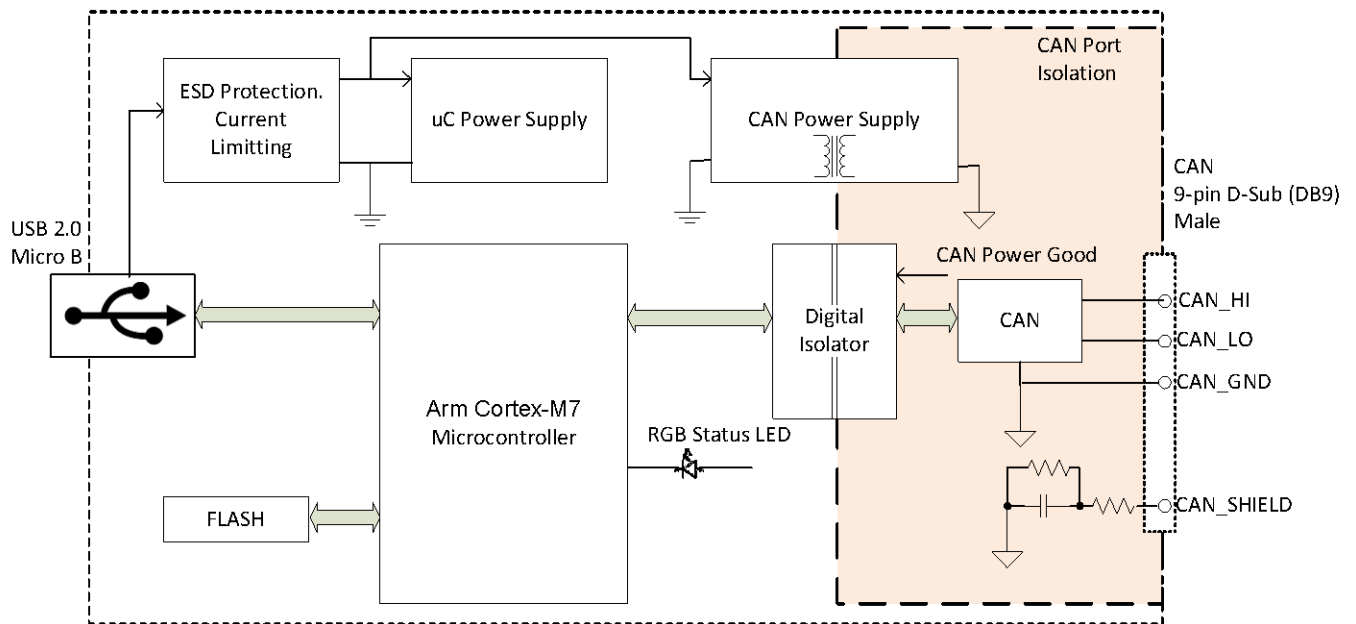 CAN Port
Isolation
ESD Protection.
Current
Limitting
uC Power Supply
CAN Power Supply
CAN
9-pin D-Sub (DB9)
Male
USB 2.0
Micro B
CAN Power Good
Digital
Isolator
CAN
CAN_HI
CAN_LO
CAN_GND
Arm Cortex-M7
Microcontroller
RGB Status LED
FLASH
CAN_SHIELD